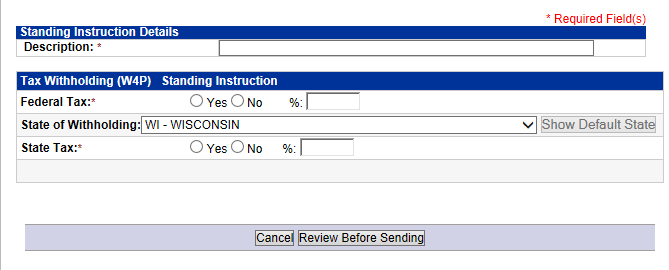 * Required Field(s)
Standing Instruction Details
Description: *
Tax Withholding (W4P) Standing Instruction
Federal Tax:* Yes No %:
State of Withholding: WI - WISCONSIN Show Default State
State Tax:* Yes No %:
Cancel Review Before Sending